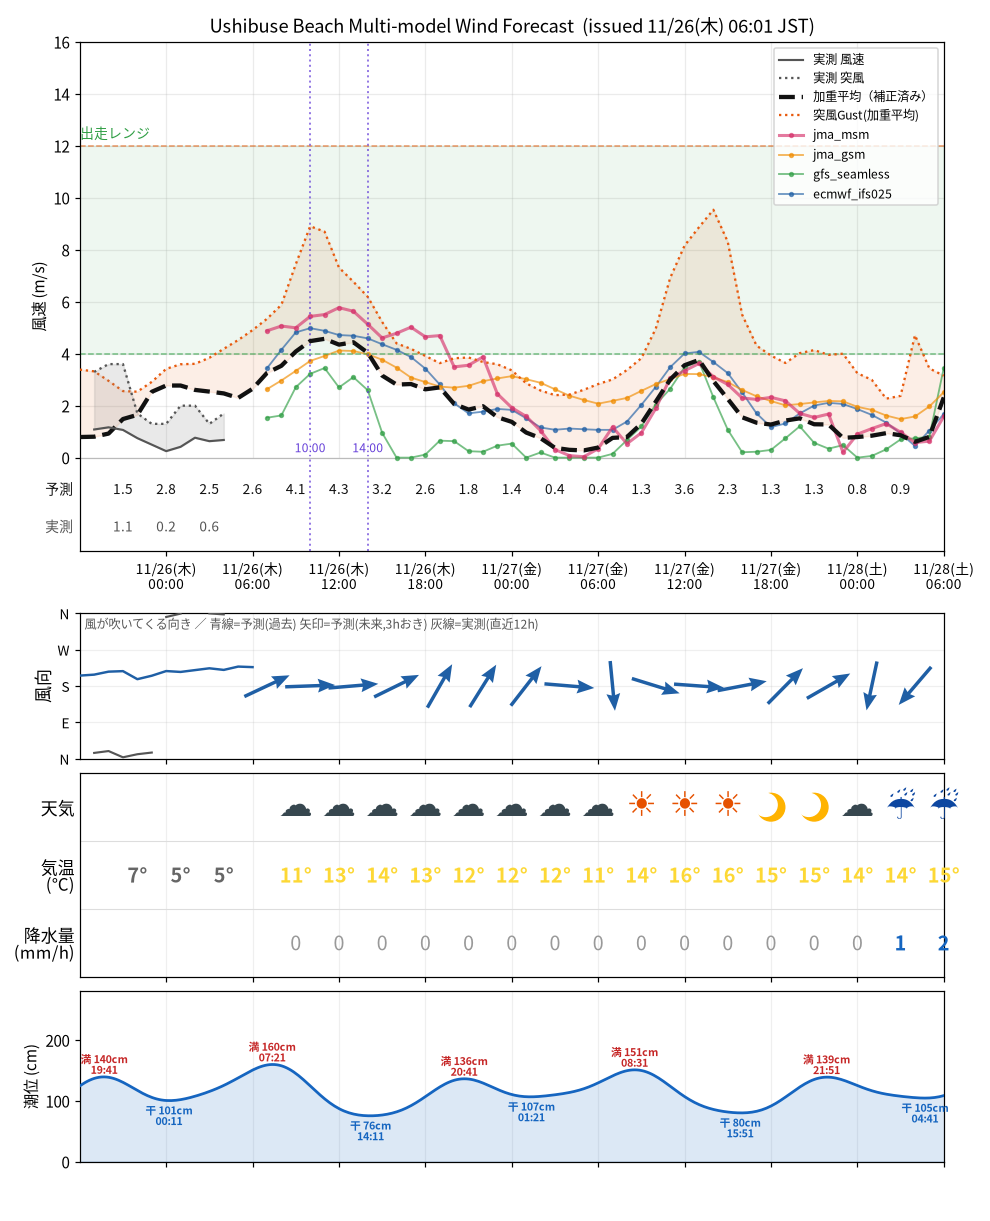 Ushibuse Beach Multi-model Wind Forecast (issued 11/26(木) 06:01 JST)
16
14
12
10
8
6
4
2
0
風速 (m/s)
出走レンジ
実測 風速
実測 突風
加重平均（補正済み）
突風Gust(加重平均)
jma_msm
jma_gsm
gfs_seamless
ecmwf_ifs025
10:00 14:00
予測 1.5 2.8 2.5 2.6 4.1 4.3 3.2 2.6 1.8 1.4 0.4 0.4 1.3 3.6 2.3 1.3 1.3 0.8 0.9
実測 1.1 0.2 0.6
11/26(木) 11/26(木) 11/26(木) 11/26(木) 11/27(金) 11/27(金) 11/27(金) 11/27(金) 11/28(土) 11/28(土)
00:00 06:00 12:00 18:00 00:00 06:00 12:00 18:00 00:00 06:00
風向
N
W
S
E
N
風が吹いてくる向き ／ 青線=予測(過去) 矢印=予測(未来,3hおき) 灰線=実測(直近12h)
天気
気温
(°C)
7° 5° 5° 11° 13° 14° 13° 12° 12° 12° 11° 14° 16° 16° 15° 15° 14° 14° 15°
降水量
(mm/h)
0 0 0 0 0 0 0 0 0 0 0 0 0 0 1 2
潮位 (cm)
200
100
0
満 140cm
19:41
干 101cm
00:11
満 160cm
07:21
干 76cm
14:11
満 136cm
20:41
干 107cm
01:21
満 151cm
08:31
干 80cm
15:51
満 139cm
21:51
干 105cm
04:41